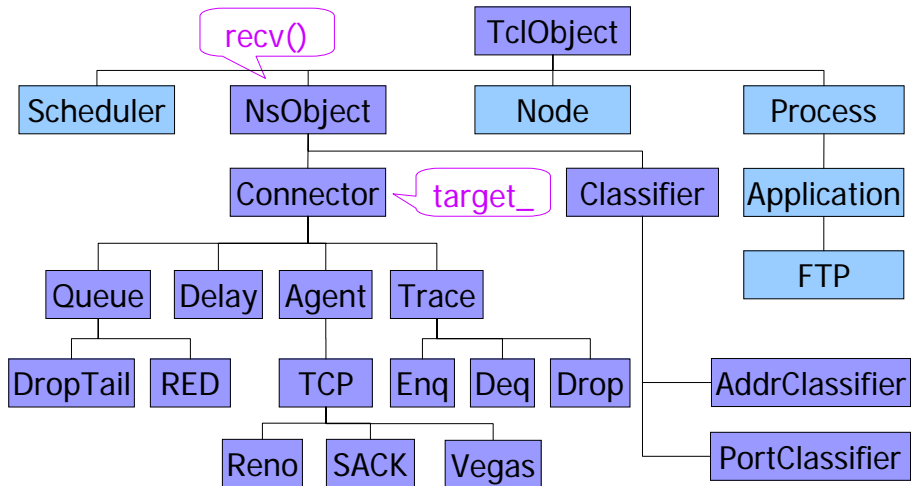 recv()
TclObject
Scheduler
NsObject
Node
Process
Connector
target_
Classifier
Application
Queue
Delay
Agent
Trace
FTP
DropTail
RED
TCP
Enq
Deq
Drop
AddrClassifier
Reno
SACK
Vegas
PortClassifier